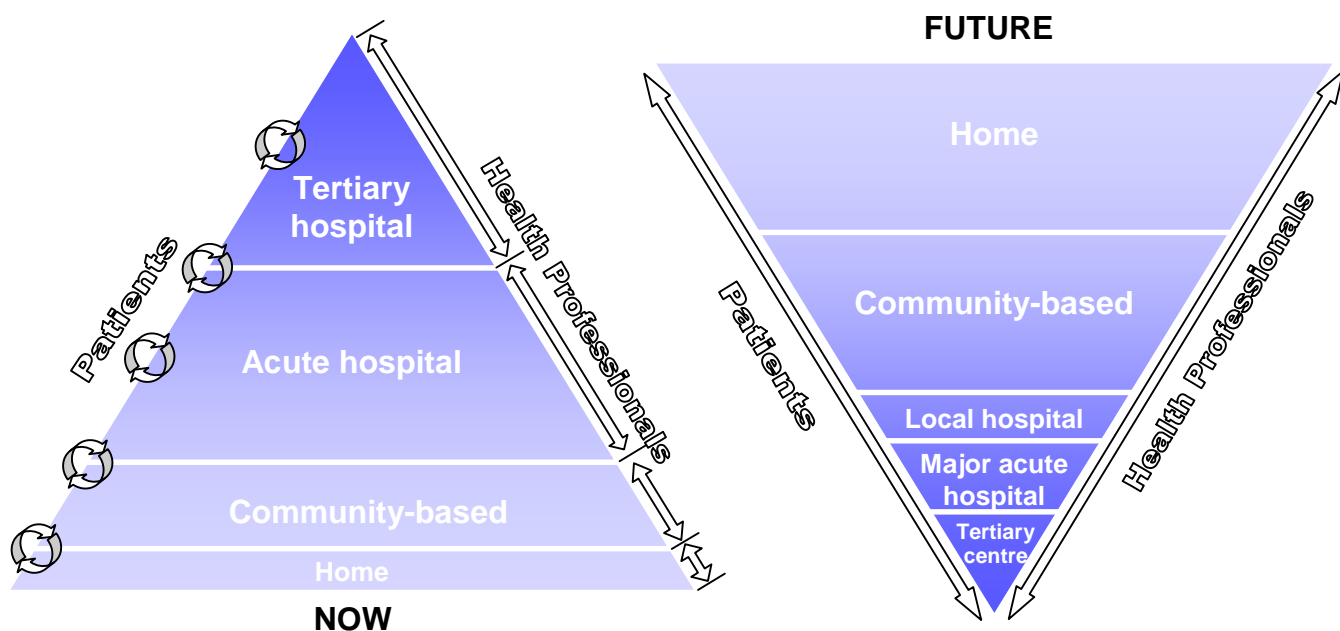 Patients
Tertiary
hospital
Acute hospital
Community-based
Home
Health Professionals
NOW
FUTURE
Home
Community-based
Local hospital
Major acute
hospital
Tertiary
centre
Patients
Health Professionals